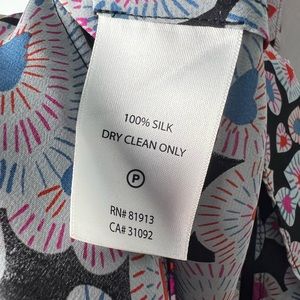 100% SILK
DRY CLEAN ONLY
P
RN# 81913
CA# 31092